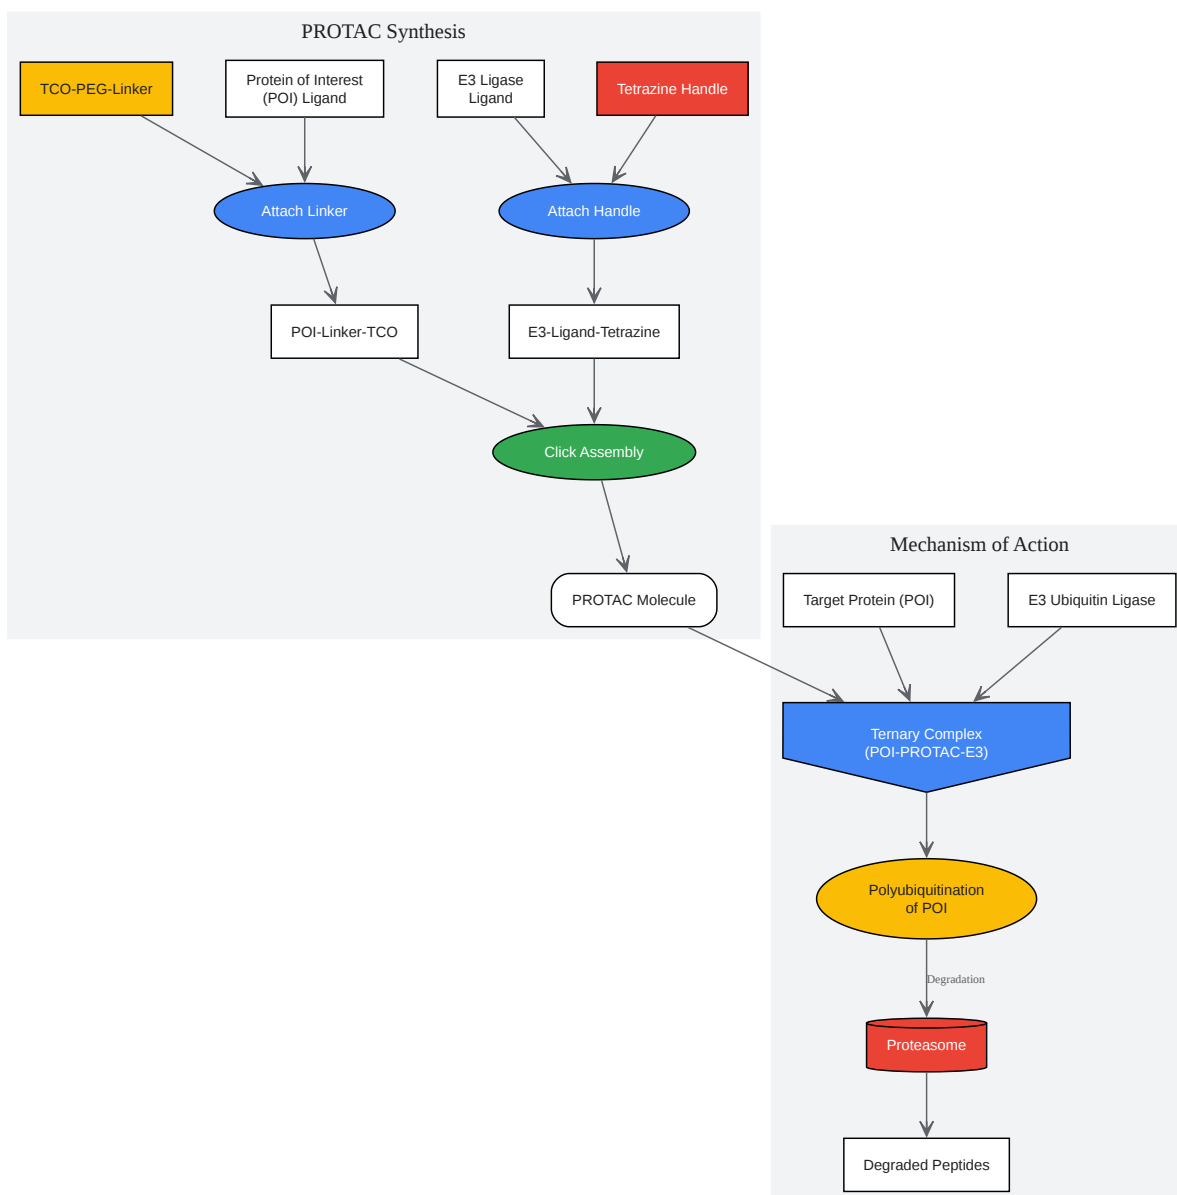 PROTAC Synthesis
TCO-PEG-Linker
Protein of Interest
(POI) Ligand
E3 Ligase
Ligand
Tetrazine Handle
Attach Linker
Attach Handle
POI-Linker-TCO
E3-Ligand-Tetrazine
Click Assembly
PROTAC Molecule
Mechanism of Action
Target Protein (POI)
E3 Ubiquitin Ligase
Ternary Complex
(POI-PROTAC-E3)
Polyubiquitination
of POI
Degradation
Proteasome
Degraded Peptides